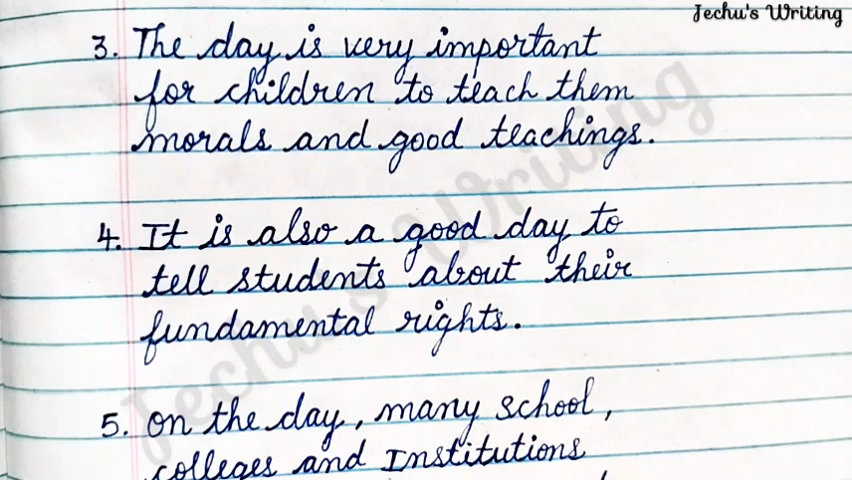 Jechu's Writing
3. The day is very important
for children to teach them
morals and good teachings.
4. It is also a good day to
tell students about their
fundamental rights.
5. on the day, many school,
colleges and Institutions
Jechu's Writing